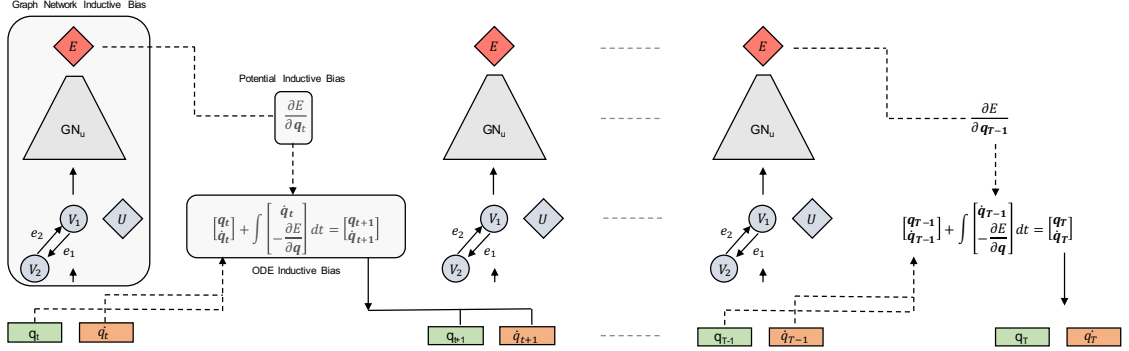 Graph Network Inductive Bias
E
E
E
Potential Inductive Bias
∂E
∂q_t
∂E
∂q_{T−1}
GN_u
GN_u
GN_u
V_1
U
e_2
e_1
V_2
[q_t q̇_t] + ∫ [q̇_t −∂E/∂q] dt = [q_{t+1} q̇_{t+1}]
ODE Inductive Bias
V_1
U
e_2
e_1
V_2
V_1
U
e_2
e_1
V_2
[q_{T−1} q̇_{T−1}] + ∫ [q̇_{T−1} −∂E/∂q] dt = [q_T q̇_T]
q_t
q̇_t
q_{t+1}
q̇_{t+1}
q_{T-1}
q̇_{T−1}
q_T
q̇_T